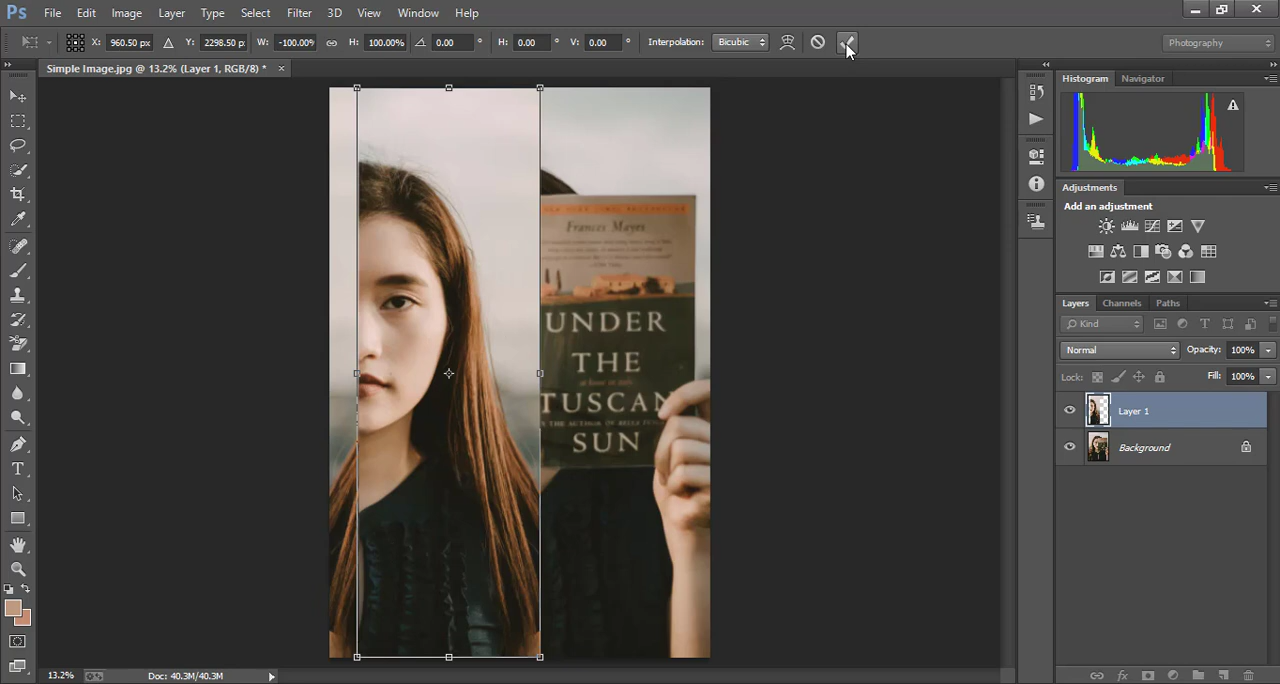 Ps File Edit Image Layer Type Select Filter 3D View Window Help
X: 960.50 px Y: 2298.50 p: W: -100.00% H: 100.00% 0.00 ° H: 0.00 ° V: 0.00 ° Interpolation: Bicubic Photography
Simple Image.jpg @ 13.2% (Layer 1, RGB/8) *
Histogram Navigator
Adjustments
Add an adjustment
Layers Channels Paths
Kind
Normal Opacity: 100%
Lock: Fill: 100%
Layer 1
Background
Frances Mayes
UNDER
THE
TUSCAN
SUN
13.2% Doc: 40.3M/40.3M